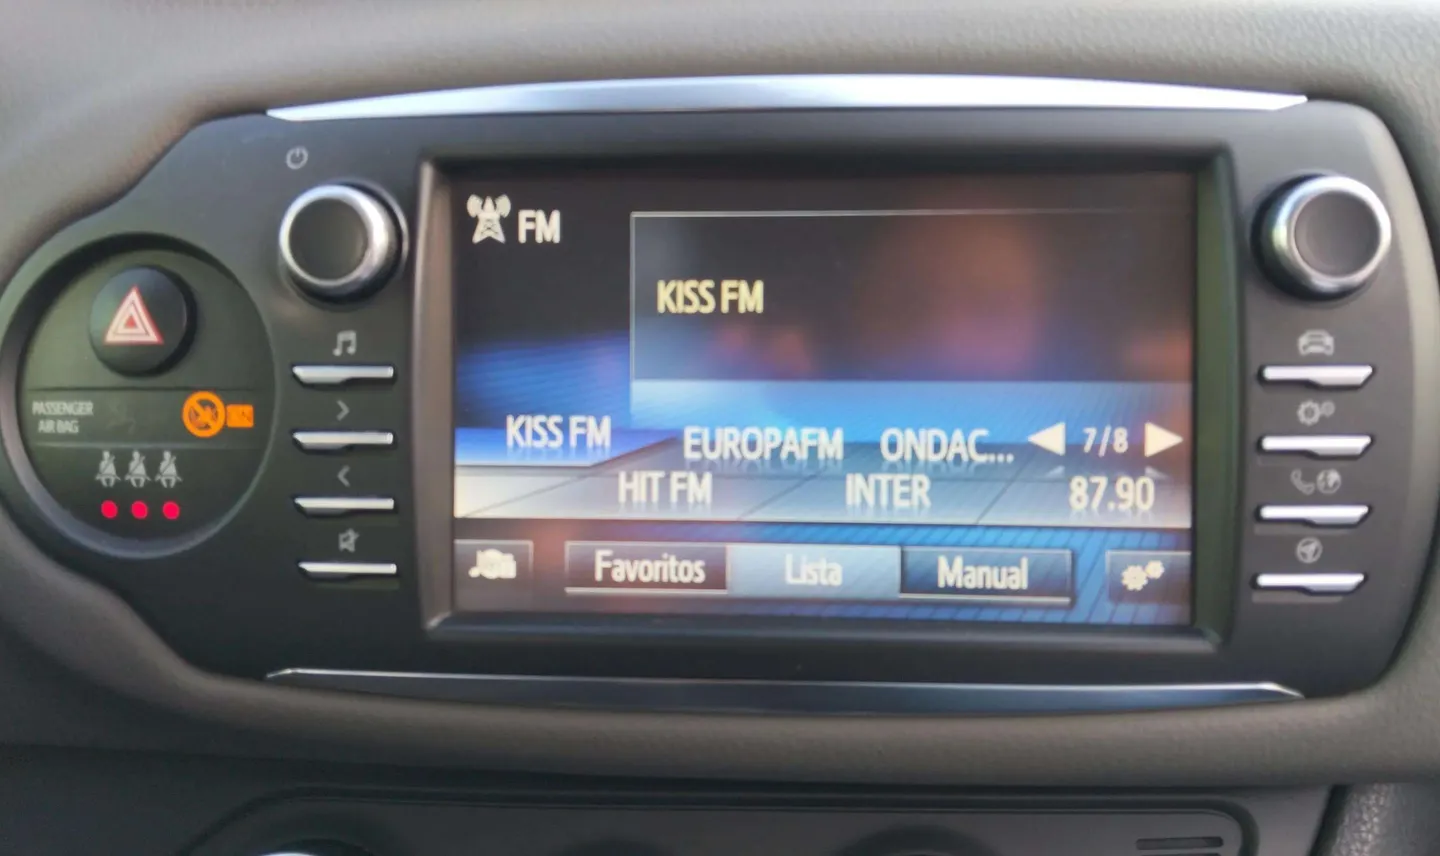 FM
KISS FM
KISS FM EUROPAFM ONDAC... 7/8
HIT FM INTER 87.90
Favoritos Lista Manual
PASSENGER
AIR BAG